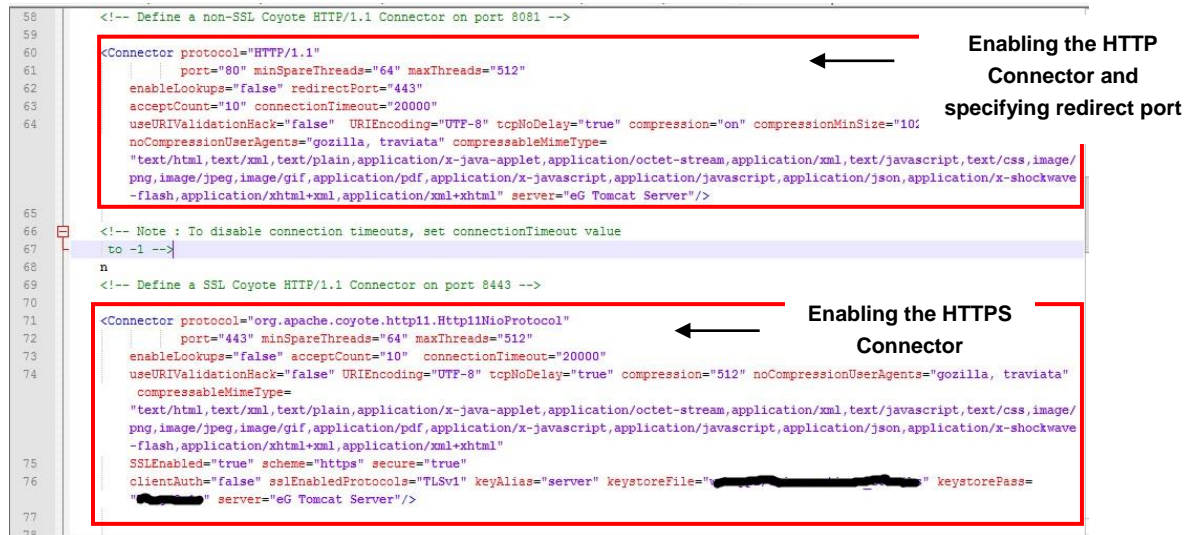 58 <!-- Define a non-SSL Coyote HTTP/1.1 Connector on port 8081 -->
59
60 <Connector protocol="HTTP/1.1"
61 port="80" minSpareThreads="64" maxThreads="512"
62 enableLookups="false" redirectPort="443"
63 acceptCount="10" connectionTimeout="20000"
64 useURIValidationHack="false" URIEncoding="UTF-8" tcpNoDelay="true" compression="on" compressionMinSize="102
noCompressionUserAgents="gozilla, traviata" compressableMimeType=
"text/html,text/xml,text/plain,application/x-java-applet,application/octet-stream,application/xml,text/javascript,text/css,image/
png,image/jpeg,image/gif,application/pdf,application/x-javascript,application/javascript,application/json,application/x-shockwave
-flash,application/xhtml+xml,application/xml+xhtml" server="eG Tomcat Server"/>
Enabling the HTTP
Connector and
specifying redirect port
65
66 <!-- Note : To disable connection timeouts, set connectionTimeout value
67 to -1 -->
68 n
69 <!-- Define a SSL Coyote HTTP/1.1 Connector on port 8443 -->
70
71 <Connector protocol="org.apache.coyote.http11.Http11NioProtocol"
72 port="443" minSpareThreads="64" maxThreads="512"
73 enableLookups="false" acceptCount="10" connectionTimeout="20000"
74 useURIValidationHack="false" URIEncoding="UTF-8" tcpNoDelay="true" compression="512" noCompressionUserAgents="gozilla, traviata"
compressableMimeType=
"text/html,text/xml,text/plain,application/x-java-applet,application/octet-stream,application/xml,text/javascript,text/css,image/
png,image/jpeg,image/gif,application/pdf,application/x-javascript,application/javascript,application/json,application/x-shockwave
-flash,application/xhtml+xml,application/xml+xhtml"
75 SSLEnabled="true" scheme="https" secure="true"
76 clientAuth="false" sslEnabledProtocols="TLSv1" keyAlias="server" keystoreFile=" " keystorePass=
" " server="eG Tomcat Server"/>
Enabling the HTTPS
Connector
77
78